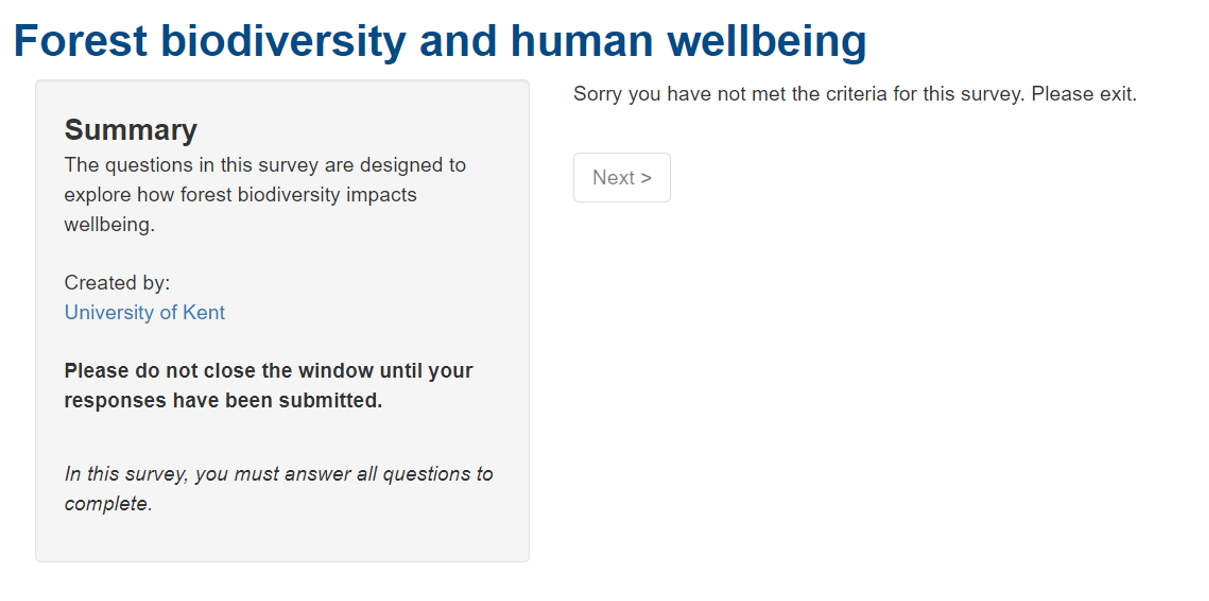 Forest biodiversity and human wellbeing
Summary
The questions in this survey are designed to
explore how forest biodiversity impacts
wellbeing.
Created by:
University of Kent
Please do not close the window until your
responses have been submitted.
In this survey, you must answer all questions to
complete.
Sorry you have not met the criteria for this survey. Please exit.
Next >